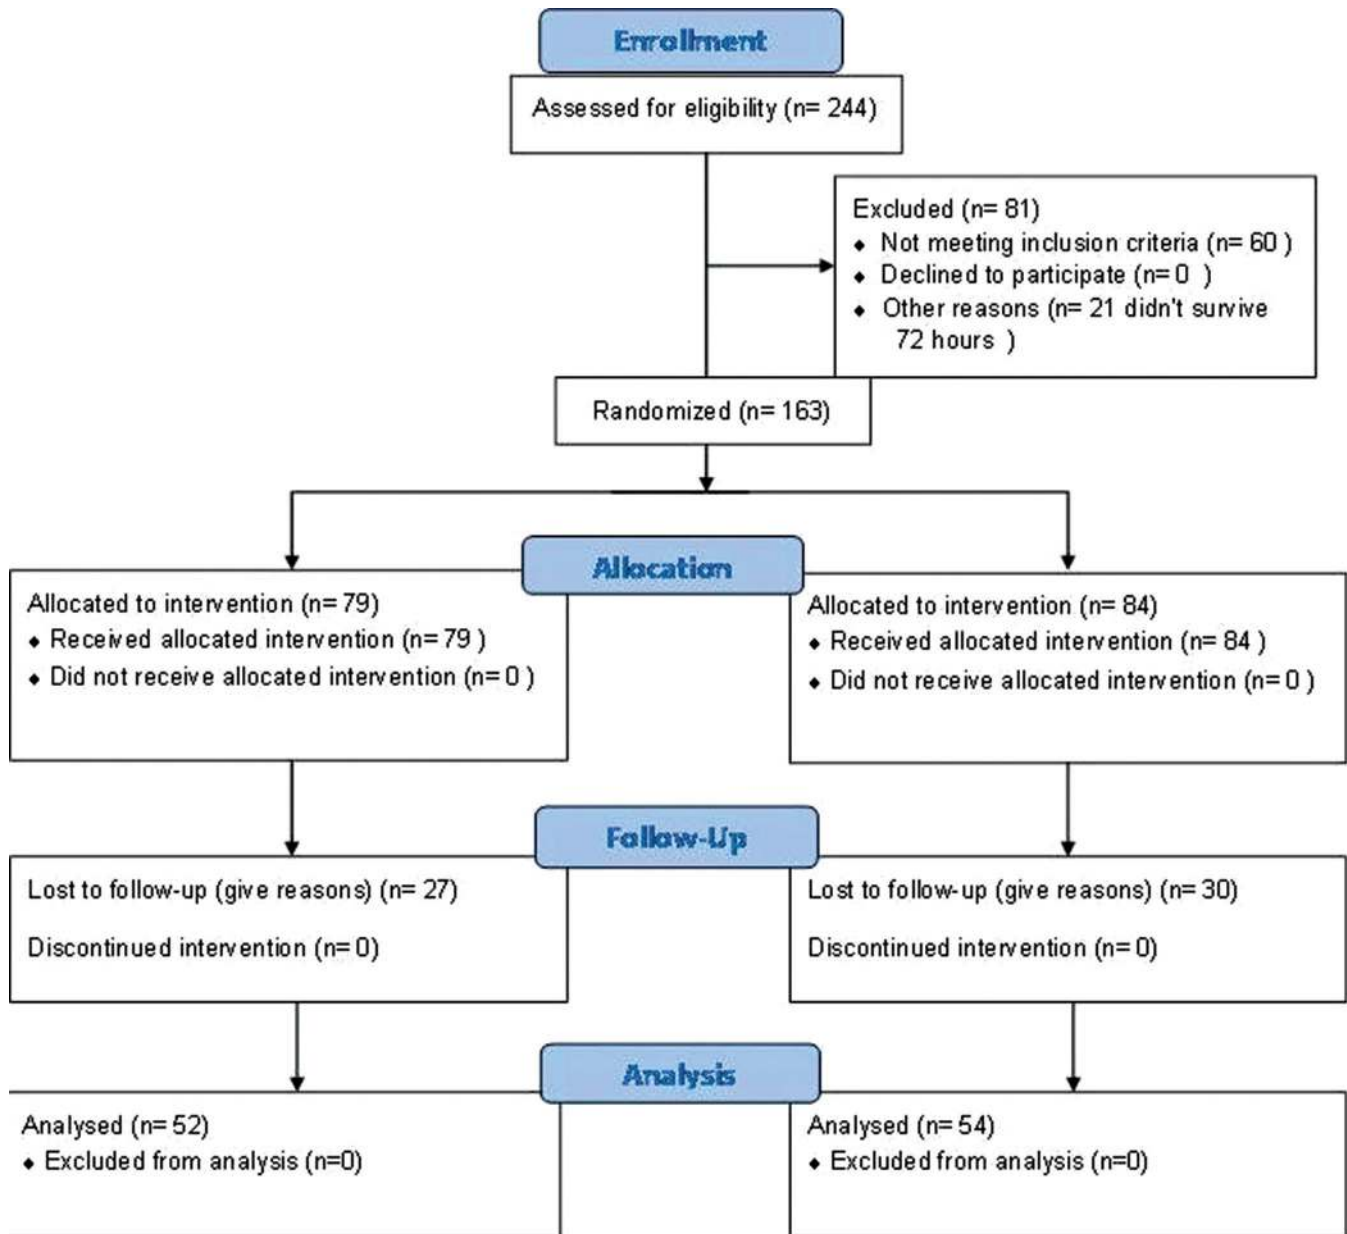 Enrollment
Assessed for eligibility (n= 244)
Excluded (n= 81)
♦ Not meeting inclusion criteria (n= 60 )
♦ Declined to participate (n= 0 )
♦ Other reasons (n= 21 didn't survive
72 hours )
Randomized (n= 163)
Allocation
Allocated to intervention (n= 79)
♦ Received allocated intervention (n= 79 )
♦ Did not receive allocated intervention (n= 0 )
Allocated to intervention (n= 84)
♦ Received allocated intervention (n= 84 )
♦ Did not receive allocated intervention (n= 0 )
Follow-Up
Lost to follow-up (give reasons) (n= 27)
Discontinued intervention (n= 0)
Lost to follow-up (give reasons) (n= 30)
Discontinued intervention (n= 0)
Analysis
Analysed (n= 52)
♦ Excluded from analysis (n=0)
Analysed (n= 54)
♦ Excluded from analysis (n=0)